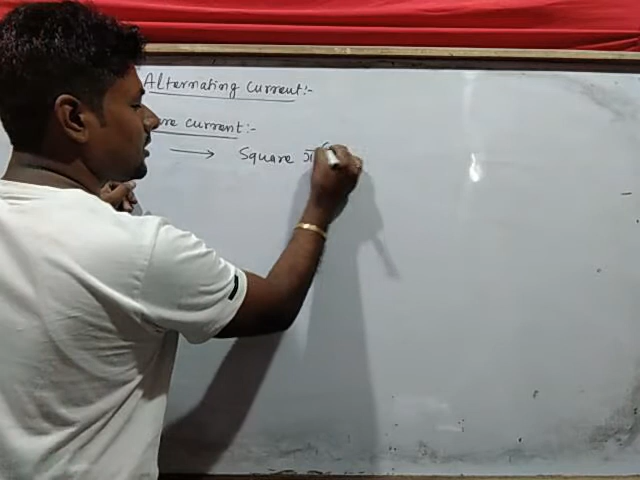 Alternating Current:-
current:-
→ Square